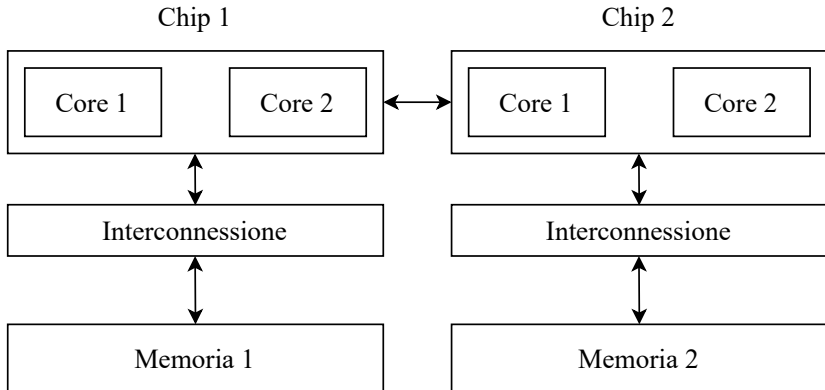 Chip 1
Chip 2
Core 1
Core 2
Core 1
Core 2
Interconnessione
Interconnessione
Memoria 1
Memoria 2